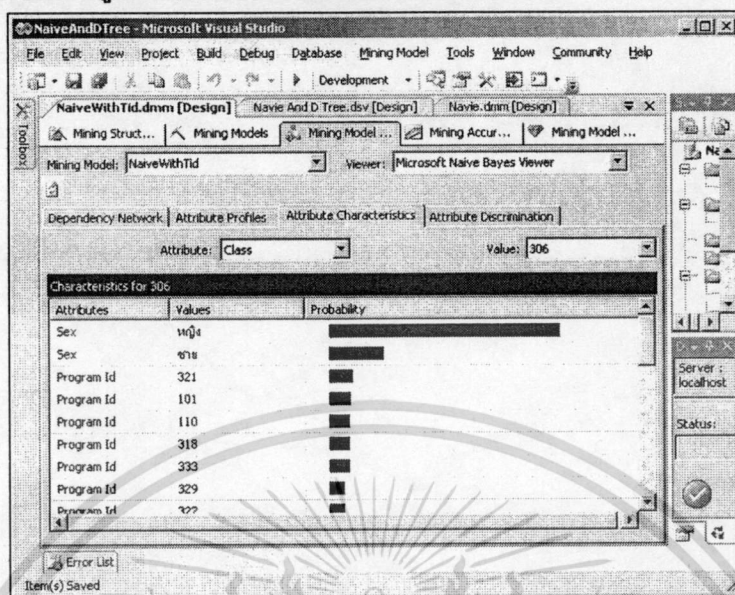 NaiveAndDTree - Microsoft Visual Studio
File Edit View Project Build Debug Database Mining Model Tools Window Community Help
Development
NaiveWithTid.dmm [Design] Navie And D Tree.dsv [Design] Navie.dmm [Design]
Toolbox
Mining Struct... Mining Models Mining Model ... Mining Accur... Mining Model ...
Mining Model: NaiveWithTid Viewer: Microsoft Naive Bayes Viewer
Dependency Network Attribute Profiles Attribute Characteristics Attribute Discrimination
Attribute: Class Value: 306
Characteristics for 306
Attributes Values Probability
Sex หญิง
Sex ชาย
Program Id 321
Program Id 101
Program Id 110
Program Id 318
Program Id 333
Program Id 329
Program Id 322
Server :
localhost
Status:
Error List
Item(s) Saved